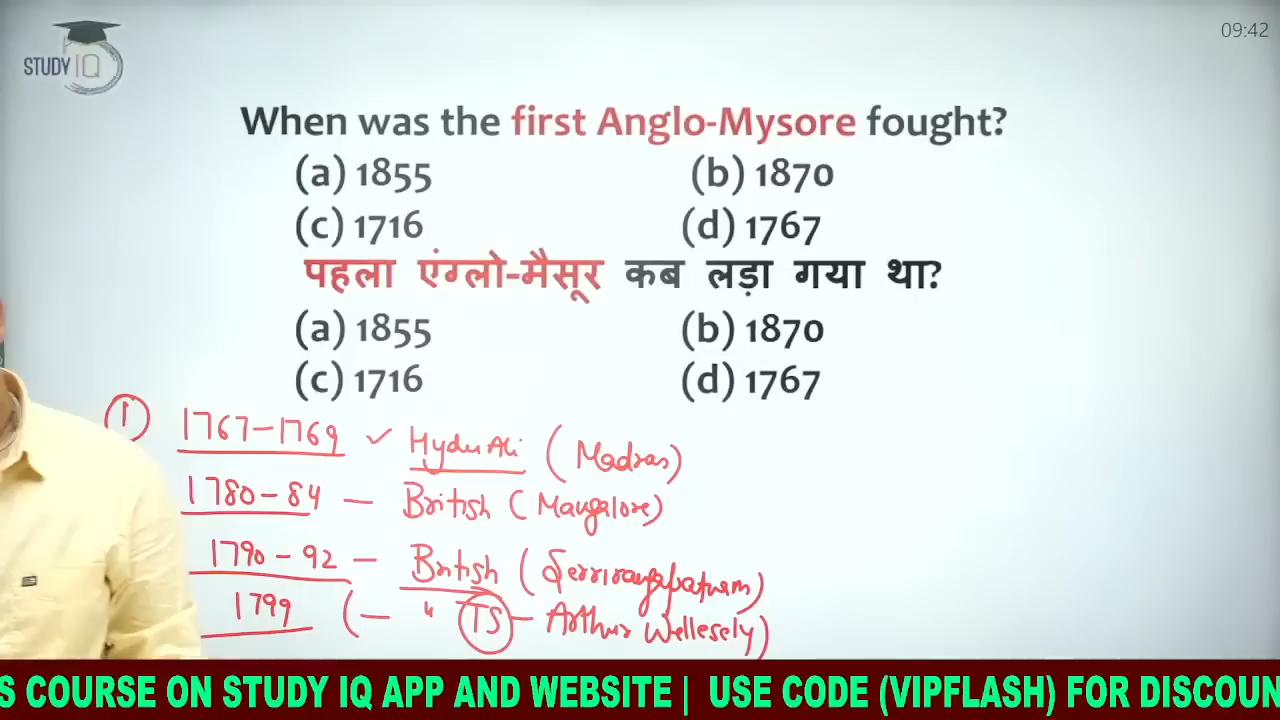 STUDY IQ
09:42
When was the first Anglo-Mysore fought?
(a) 1855 (b) 1870
(c) 1716 (d) 1767
पहला एंग्लो-मैसूर कब लड़ा गया था?
(a) 1855 (b) 1870
(c) 1716 (d) 1767
1 1767-1769 ✓ Hyder Ali (Madras)
1780-84 — British (Mangalore)
1790-92 — British (
1799 (— " TS - Arthur Wellesely)
S COURSE ON STUDY IQ APP AND WEBSITE | USE CODE (VIPFLASH) FOR DISCOUN